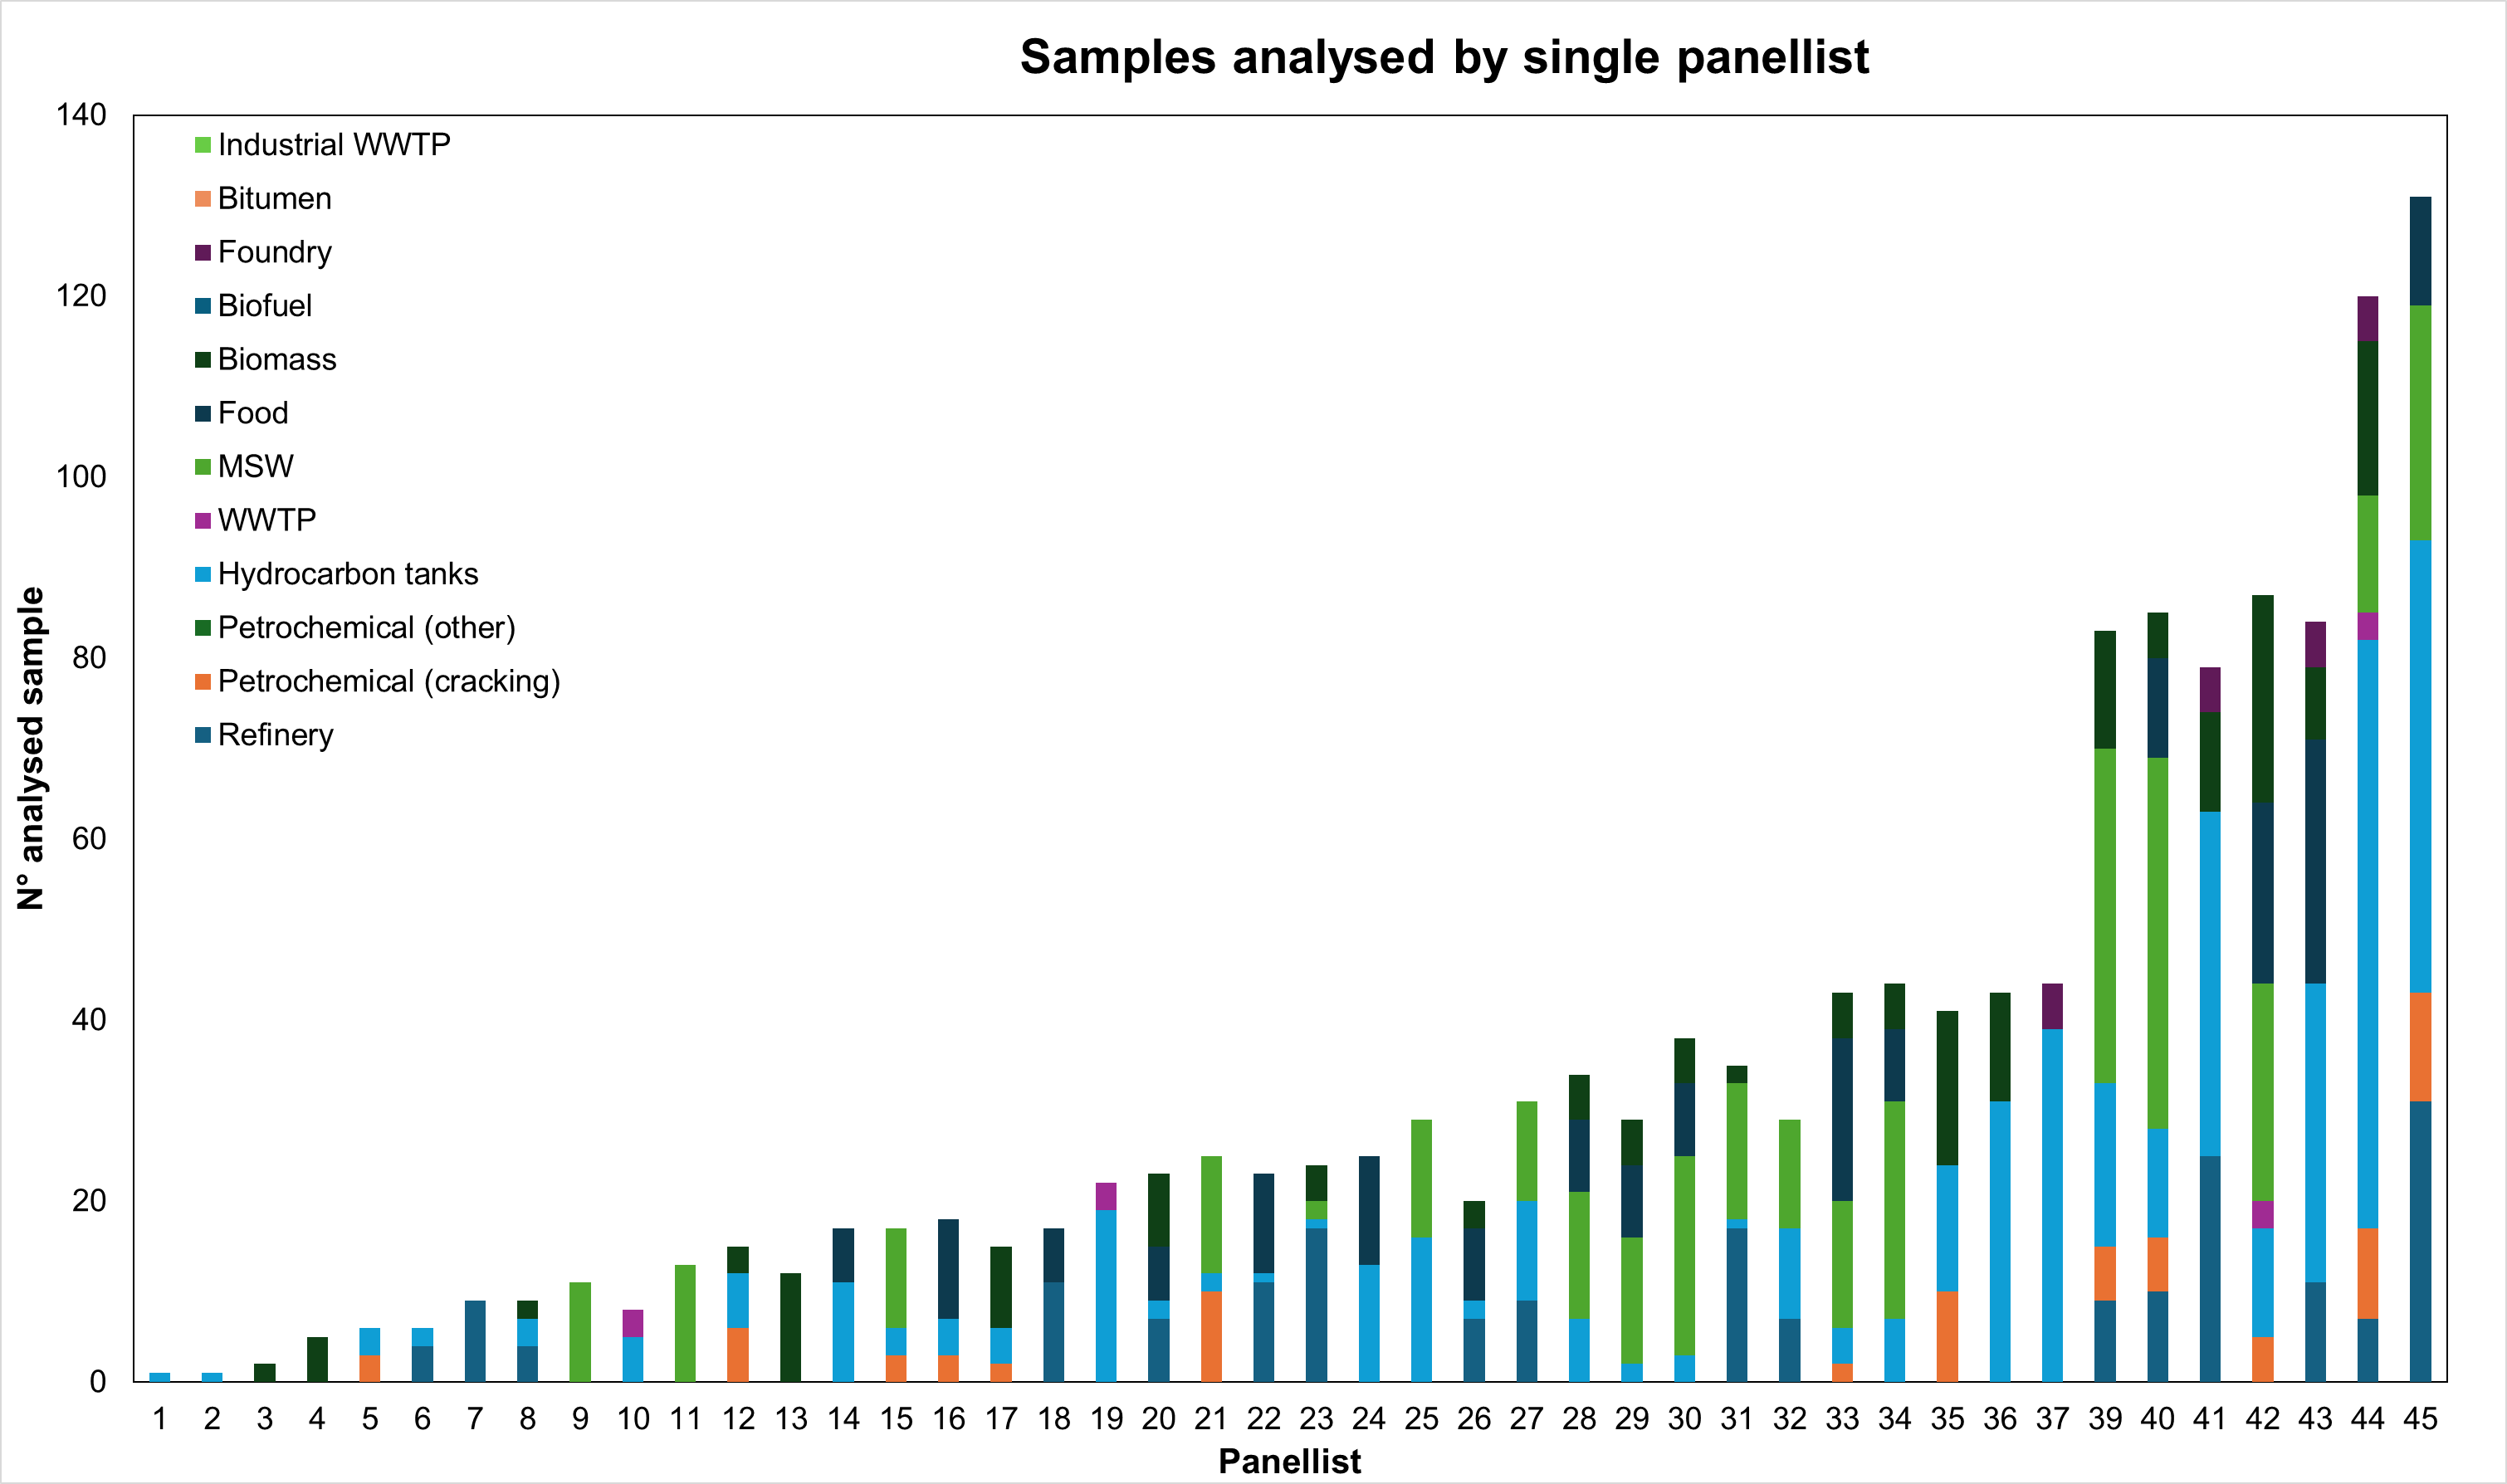 Samples analysed by single panellist
140
120
100
80
60
40
20
0
N° analysed sample
Industrial WWTP
Bitumen
Foundry
Biofuel
Biomass
Food
MSW
WWTP
Hydrocarbon tanks
Petrochemical (other)
Petrochemical (cracking)
Refinery
1 2 3 4 5 6 7 8 9 10 11 12 13 14 15 16 17 18 19 20 21 22 23 24 25 26 27 28 29 30 31 32 33 34 35 36 37 39 40 41 42 43 44 45
Panellist